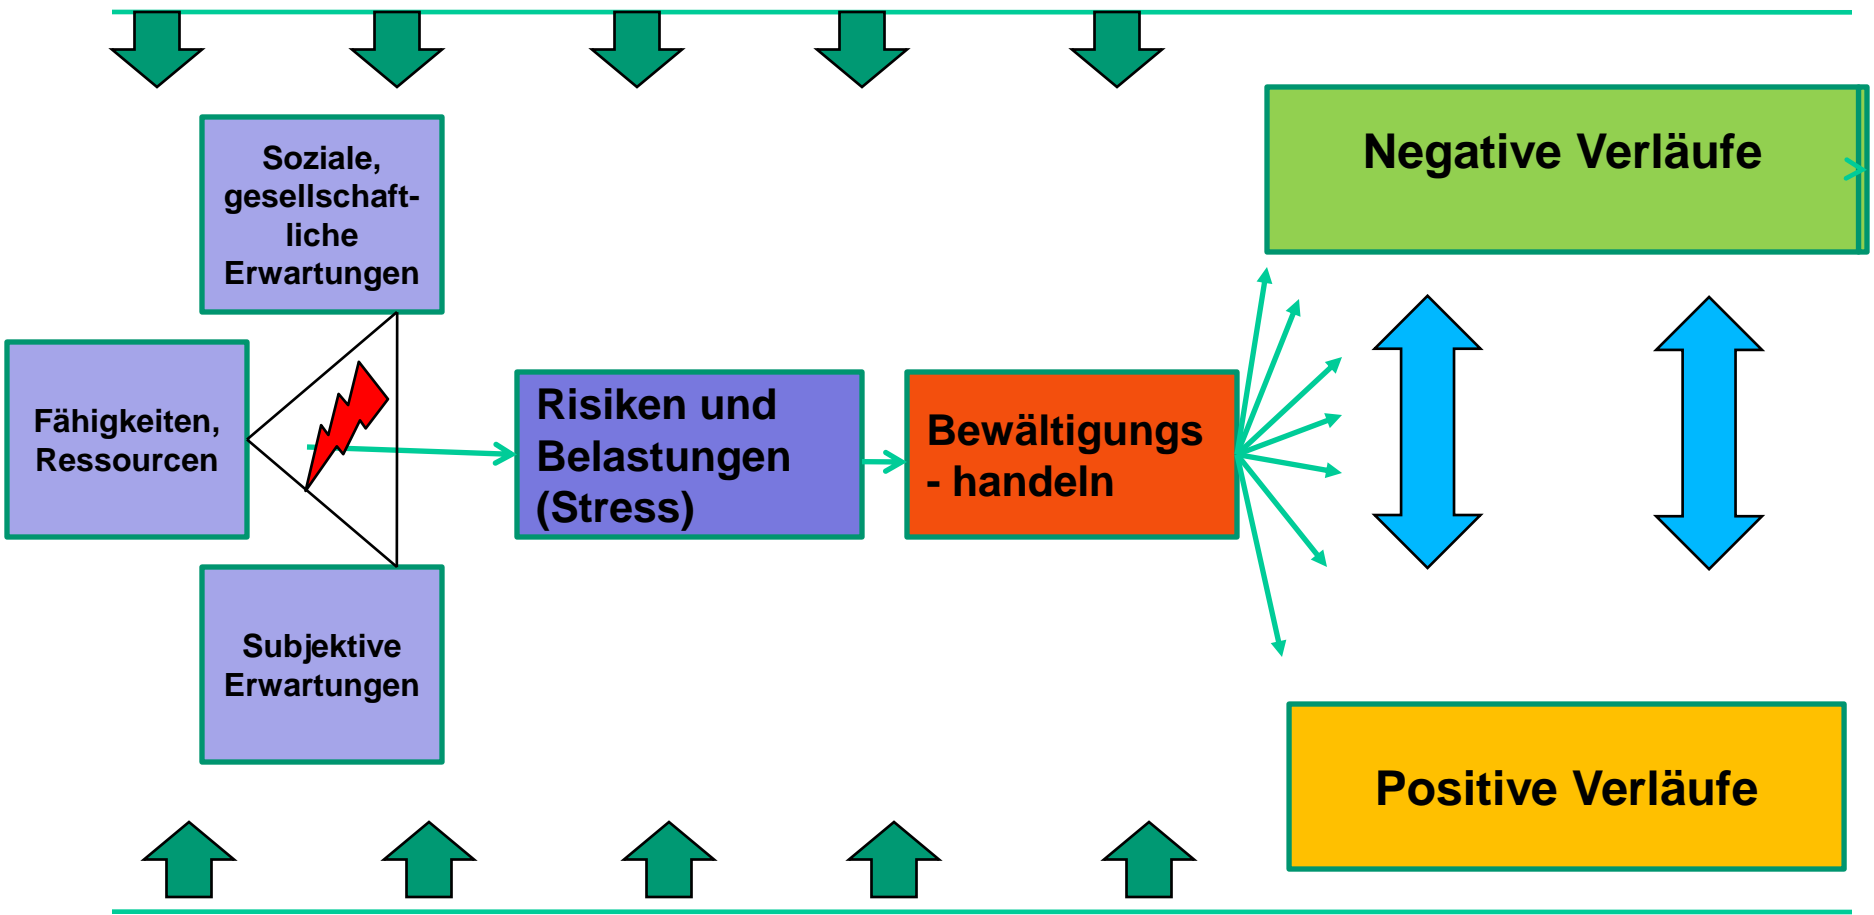 Soziale,
gesellschaft-
liche
Erwartungen
Negative Verläufe
Fähigkeiten,
Ressourcen
Risiken und
Belastungen
(Stress)
Bewältigungs
- handeln
Subjektive
Erwartungen
Positive Verläufe